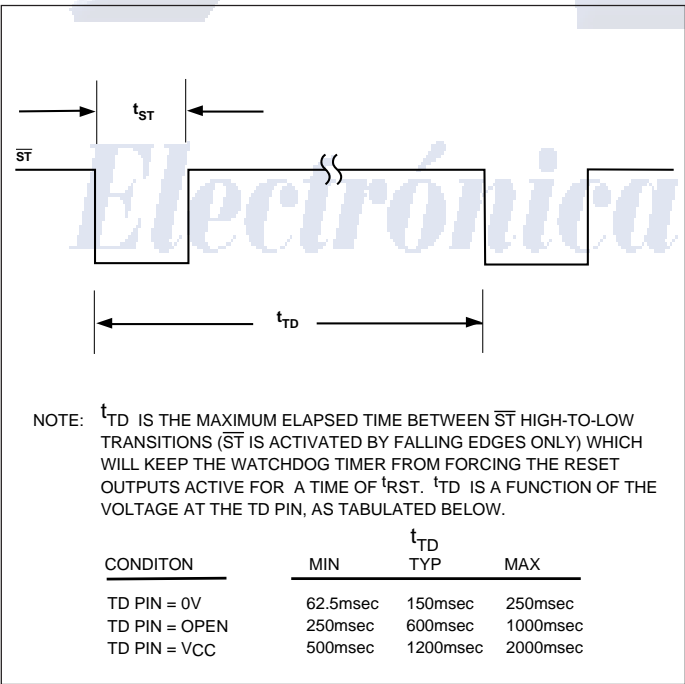 tST
ST
Electrónica
tTD
NOTE: tTD IS THE MAXIMUM ELAPSED TIME BETWEEN ST HIGH-TO-LOW
TRANSITIONS (ST IS ACTIVATED BY FALLING EDGES ONLY) WHICH
WILL KEEP THE WATCHDOG TIMER FROM FORCING THE RESET
OUTPUTS ACTIVE FOR A TIME OF tRST. tTD IS A FUNCTION OF THE
VOLTAGE AT THE TD PIN, AS TABULATED BELOW.
tTD
CONDITON MIN TYP MAX
TD PIN = 0V 62.5msec 150msec 250msec
TD PIN = OPEN 250msec 600msec 1000msec
TD PIN = VCC 500msec 1200msec 2000msec